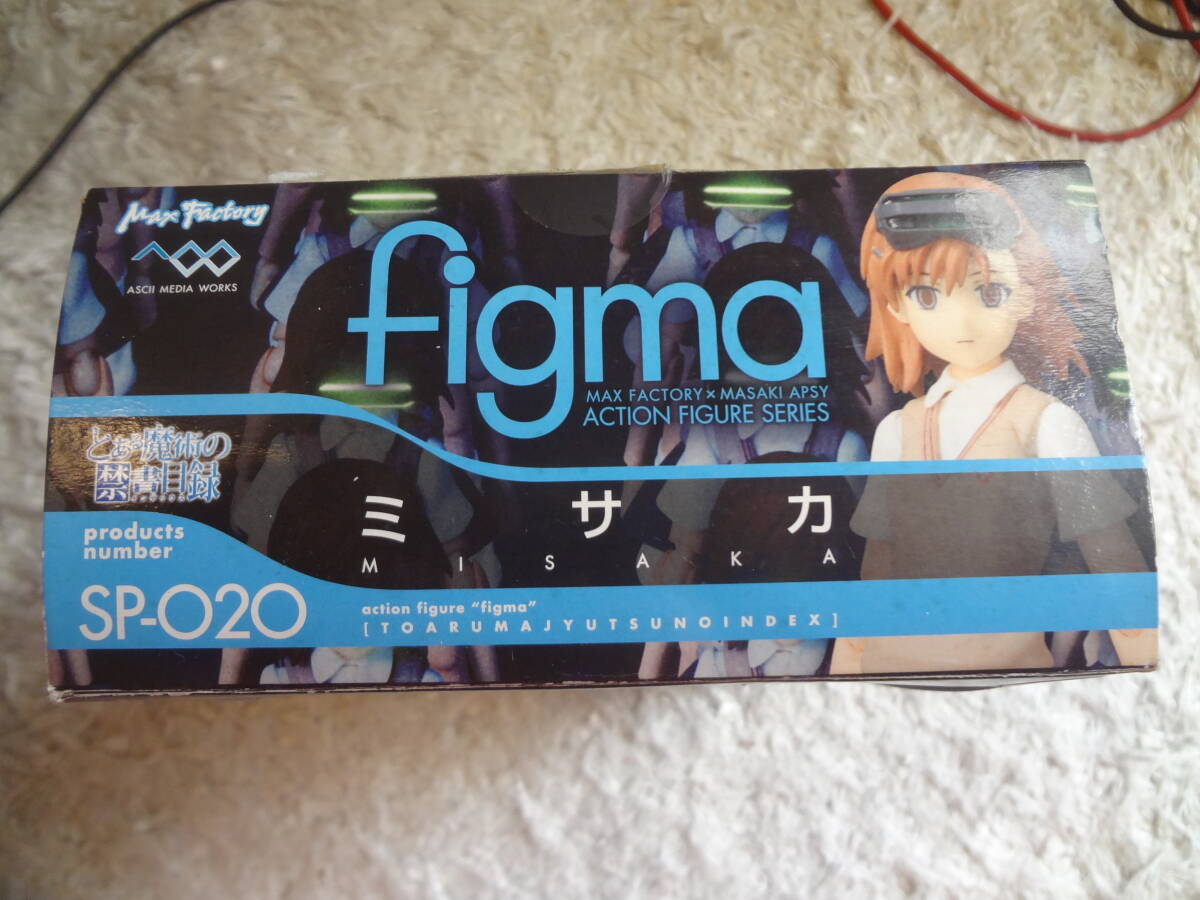 Max Factory
ASCII MEDIA WORKS
figma
MAX FACTORY × MASAKI APSY
ACTION FIGURE SERIES
とある魔術の
禁書目録
ミサカ
MISAKA
products
number
SP-020
action figure "figma"
[TOARUMAJYUTSUNOINDEX]